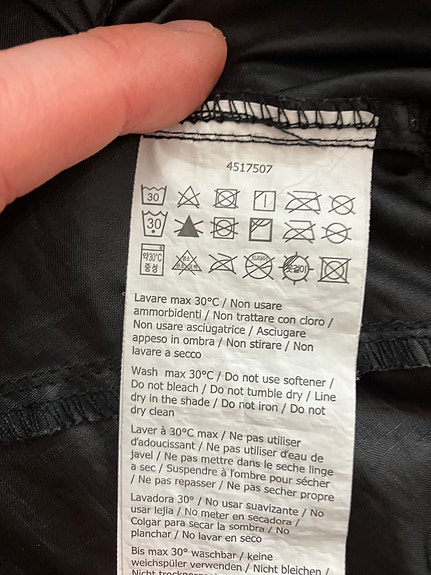 4517507
30
30
약30℃
중성
Lavare max 30°C / Non usare
ammorbidenti / Non trattare con cloro /
Non usare asciugatrice / Asciugare
appeso in ombra / Non stirare / Non
lavare a secco
Wash max 30°C / Do not use softener /
Do not bleach / Do not tumble dry / Line
dry in the shade / Do not iron / Do not
dry clean
Laver à 30°C max / Ne pas utiliser
d'adoucissant / Ne pas utiliser d'eau de
javel / Ne pas mettre dans le seche linge
a sec / Suspendre à l'ombre pour sécher
/ Ne pas repasser / Ne pas secher propre
Lavadora 30° / No usar suavizante / No
usar lejia / No meter en secadora /
Colgar para secar la sombra / No
planchar / No lavar en seco
Bis max 30° waschbar / keine
weichspüler verwenden / Nicht bleichen /